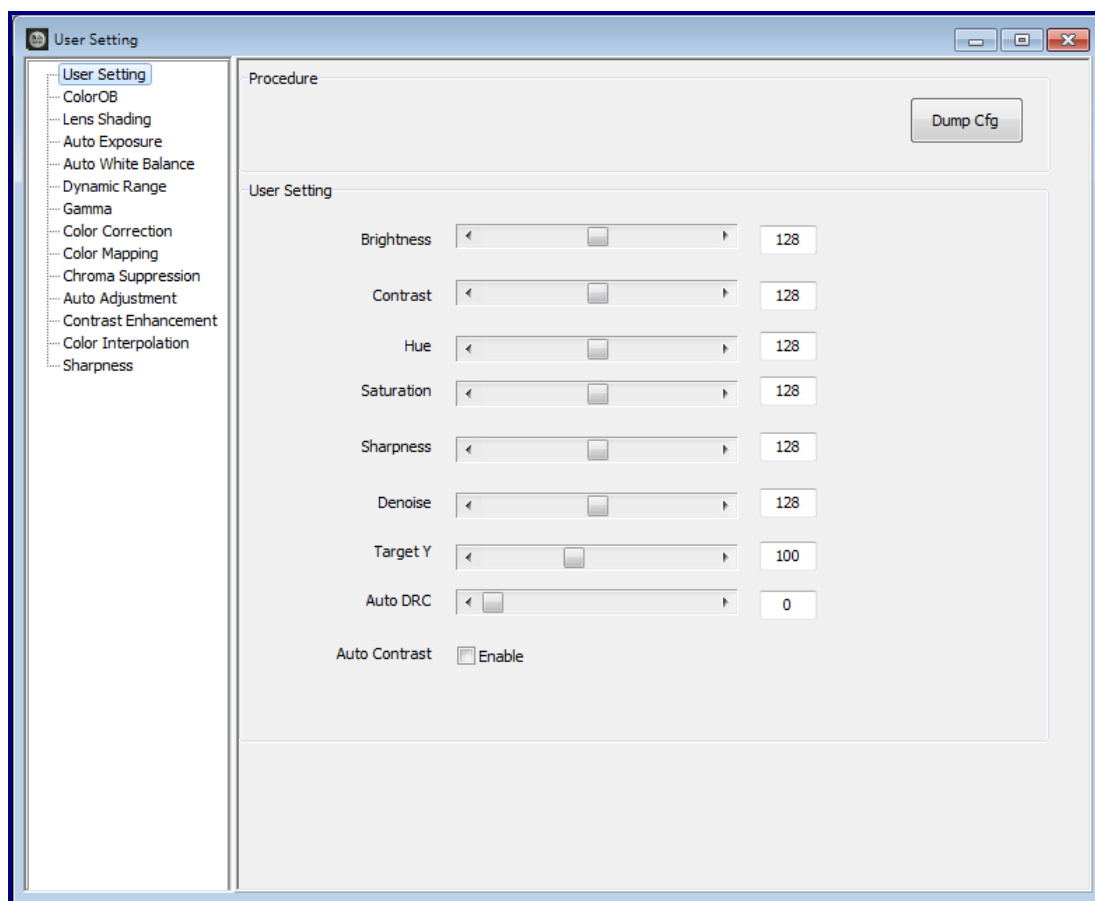 User Setting
User Setting
ColorOB
Lens Shading
Auto Exposure
Auto White Balance
Dynamic Range
Gamma
Color Correction
Color Mapping
Chroma Suppression
Auto Adjustment
Contrast Enhancement
Color Interpolation
Sharpness
Procedure
Dump Cfg
User Setting
Brightness 128
Contrast 128
Hue 128
Saturation 128
Sharpness 128
Denoise 128
Target Y 100
Auto DRC 0
Auto Contrast Enable